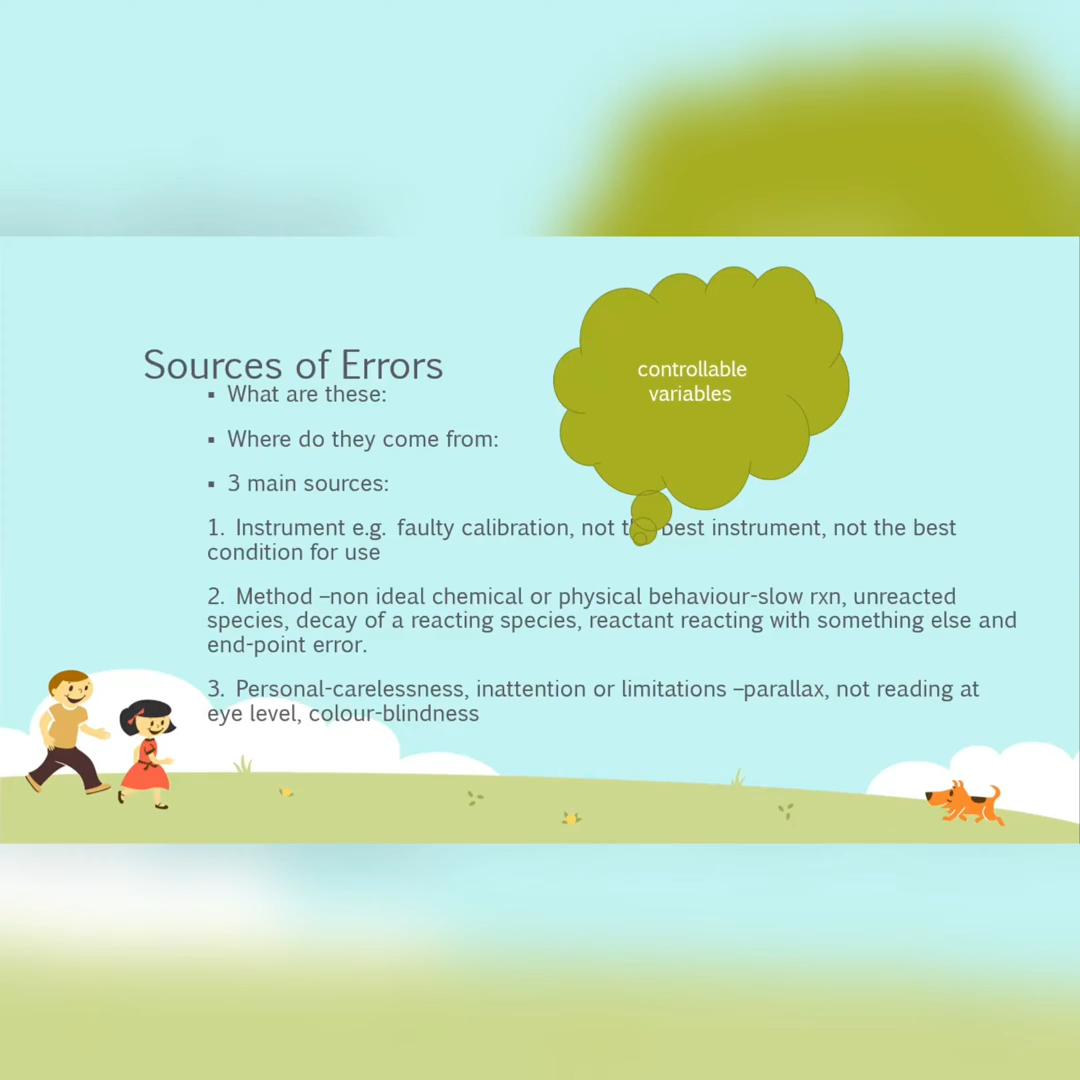 Sources of Errors
controllable
variables
▪ What are these:
▪ Where do they come from:
▪ 3 main sources:
1. Instrument e.g. faulty calibration, not best instrument, not the best
condition for use
2. Method –non ideal chemical or physical behaviour-slow rxn, unreacted
species, decay of a reacting species, reactant reacting with something else and
end-point error.
3. Personal-carelessness, inattention or limitations –parallax, not reading at
eye level, colour-blindness